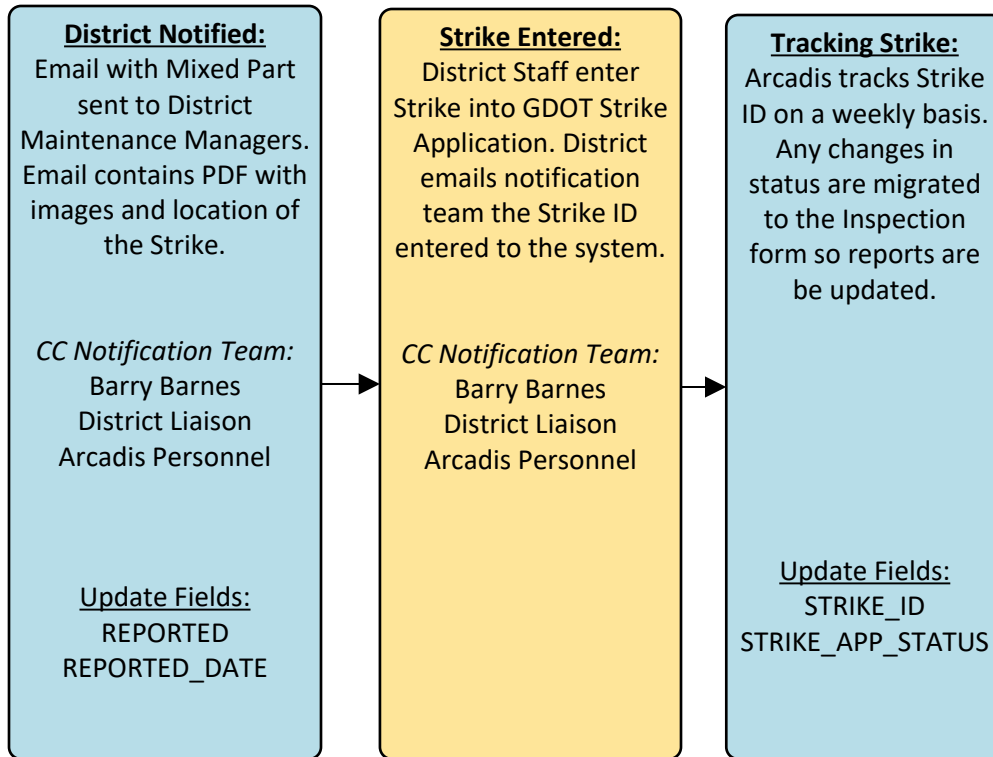 District Notified:
Email with Mixed Part
sent to District
Maintenance Managers.
Email contains PDF with
images and location of
the Strike.
CC Notification Team:
Barry Barnes
District Liaison
Arcadis Personnel
Update Fields:
REPORTED
REPORTED_DATE
Strike Entered:
District Staff enter
Strike into GDOT Strike
Application. District
emails notification
team the Strike ID
entered to the system.
CC Notification Team:
Barry Barnes
District Liaison
Arcadis Personnel
Tracking Strike:
Arcadis tracks Strike
ID on a weekly basis.
Any changes in
status are migrated
to the Inspection
form so reports are
be updated.
Update Fields:
STRIKE_ID
STRIKE_APP_STATUS